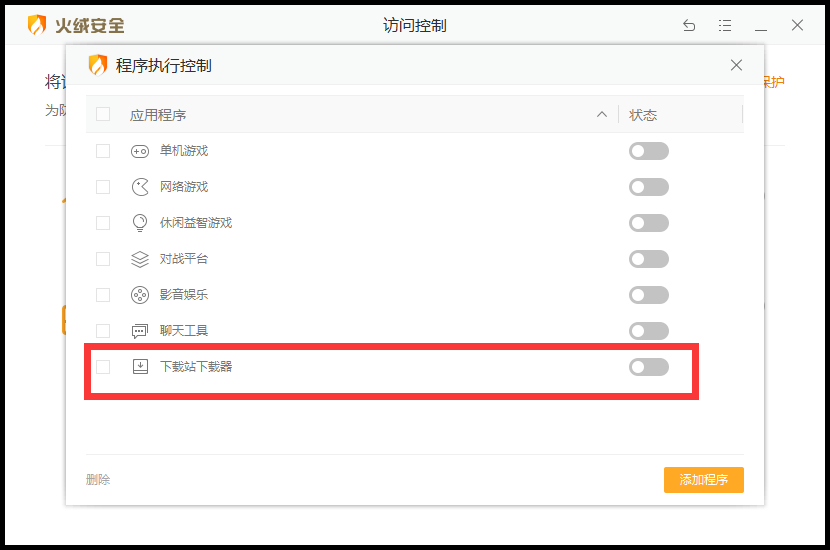 火绒安全
访问控制
程序执行控制
将
保护
为防
应用程序 状态
单机游戏
网络游戏
休闲益智游戏
对战平台
影音娱乐
聊天工具
下载站下载器
删除
添加程序